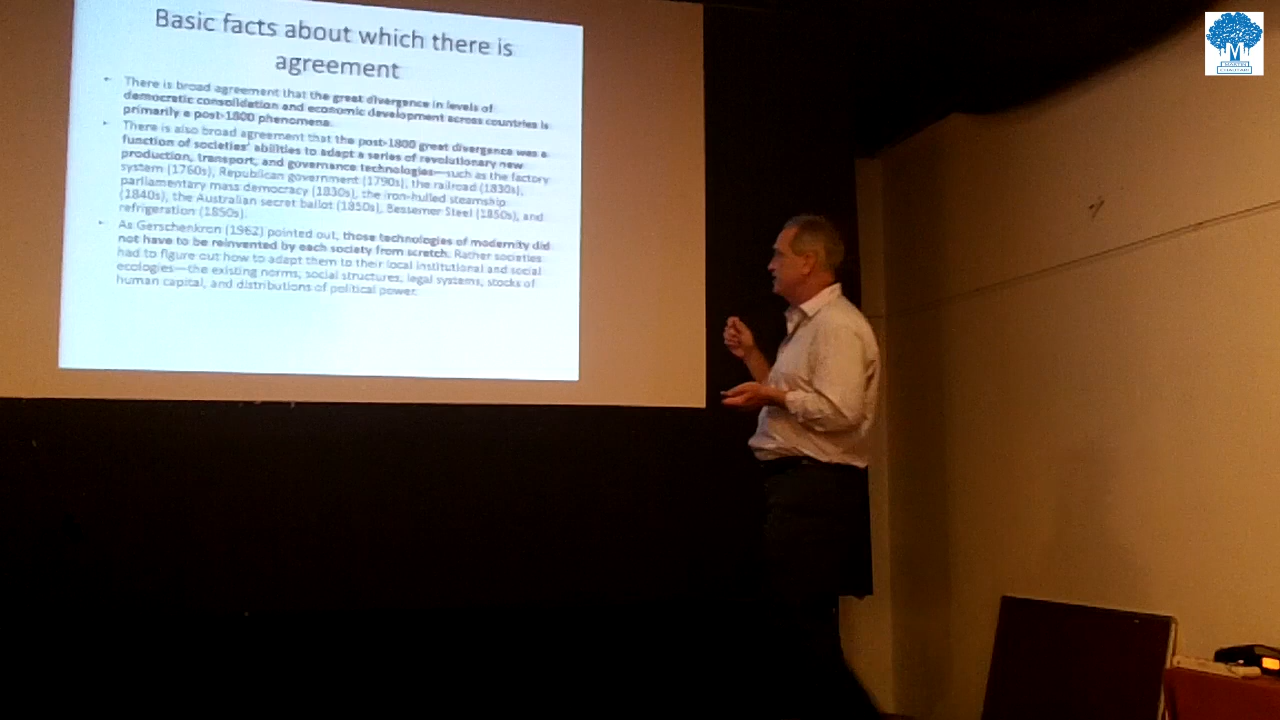 Basic facts about which there is
agreement
There is broad agreement that the great divergence in levels of
democratic consolidation and economic development across countries is
primarily a post-1800 phenomena.
There is also broad agreement that the post-1800 great divergence was a
function of societies' abilities to adapt a series of revolutionary new
production, transport, and governance technologies—such as the factory
system (1760s), Republican government (1790s), the railroad (1830s),
parliamentary mass democracy (1830s), the iron-hulled steamship
(1840s), the Australian secret ballot (1850s), Bessemer Steel (1850s), and
refrigeration (1850s).
As Gerschenkron (1962) pointed out, those technologies of modernity did
not have to be reinvented by each society from scratch. Rather societies
had to figure out how to adapt them to their local institutional and social
ecologies—the existing norms, social structures, legal systems, stocks of
human capital, and distributions of political power.
M
MARTIN
CHAUTARI